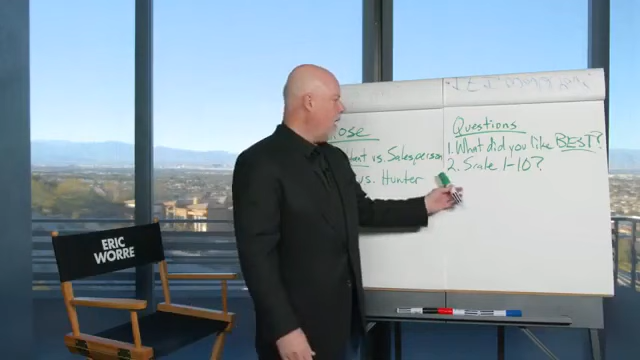 ERIC
WORRE
ose
vs. Salesperson
vs. Hunter
Questions
1. What did you like BEST?
2. Scale 1-10?